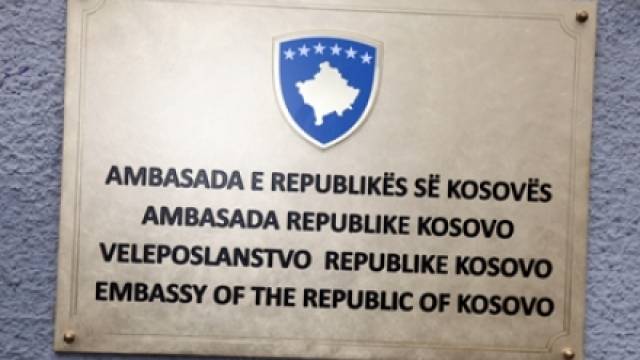 AMBASADA E REPUBLIKËS SË KOSOVËS
AMBASADA REPUBLIKE KOSOVO
VELEPOSLANSTVO REPUBLIKE KOSOVO
EMBASSY OF THE REPUBLIC OF KOSOVO